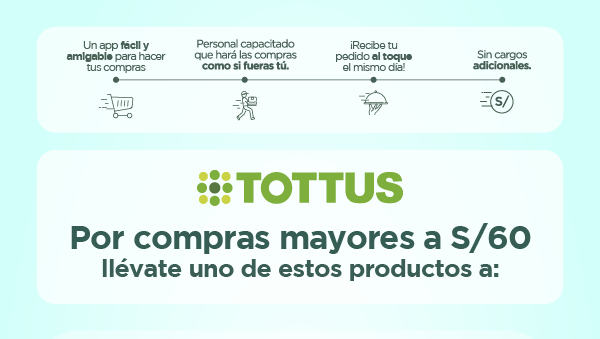 Un app fácil y
amigable para hacer
tus compras
Personal capacitado
que hará las compras
como si fueras tú.
¡Recibe tu
pedido al toque
el mismo día!
Sin cargos
adicionales.
S/
TOTTUS
Por compras mayores a S/60
llévate uno de estos productos a: